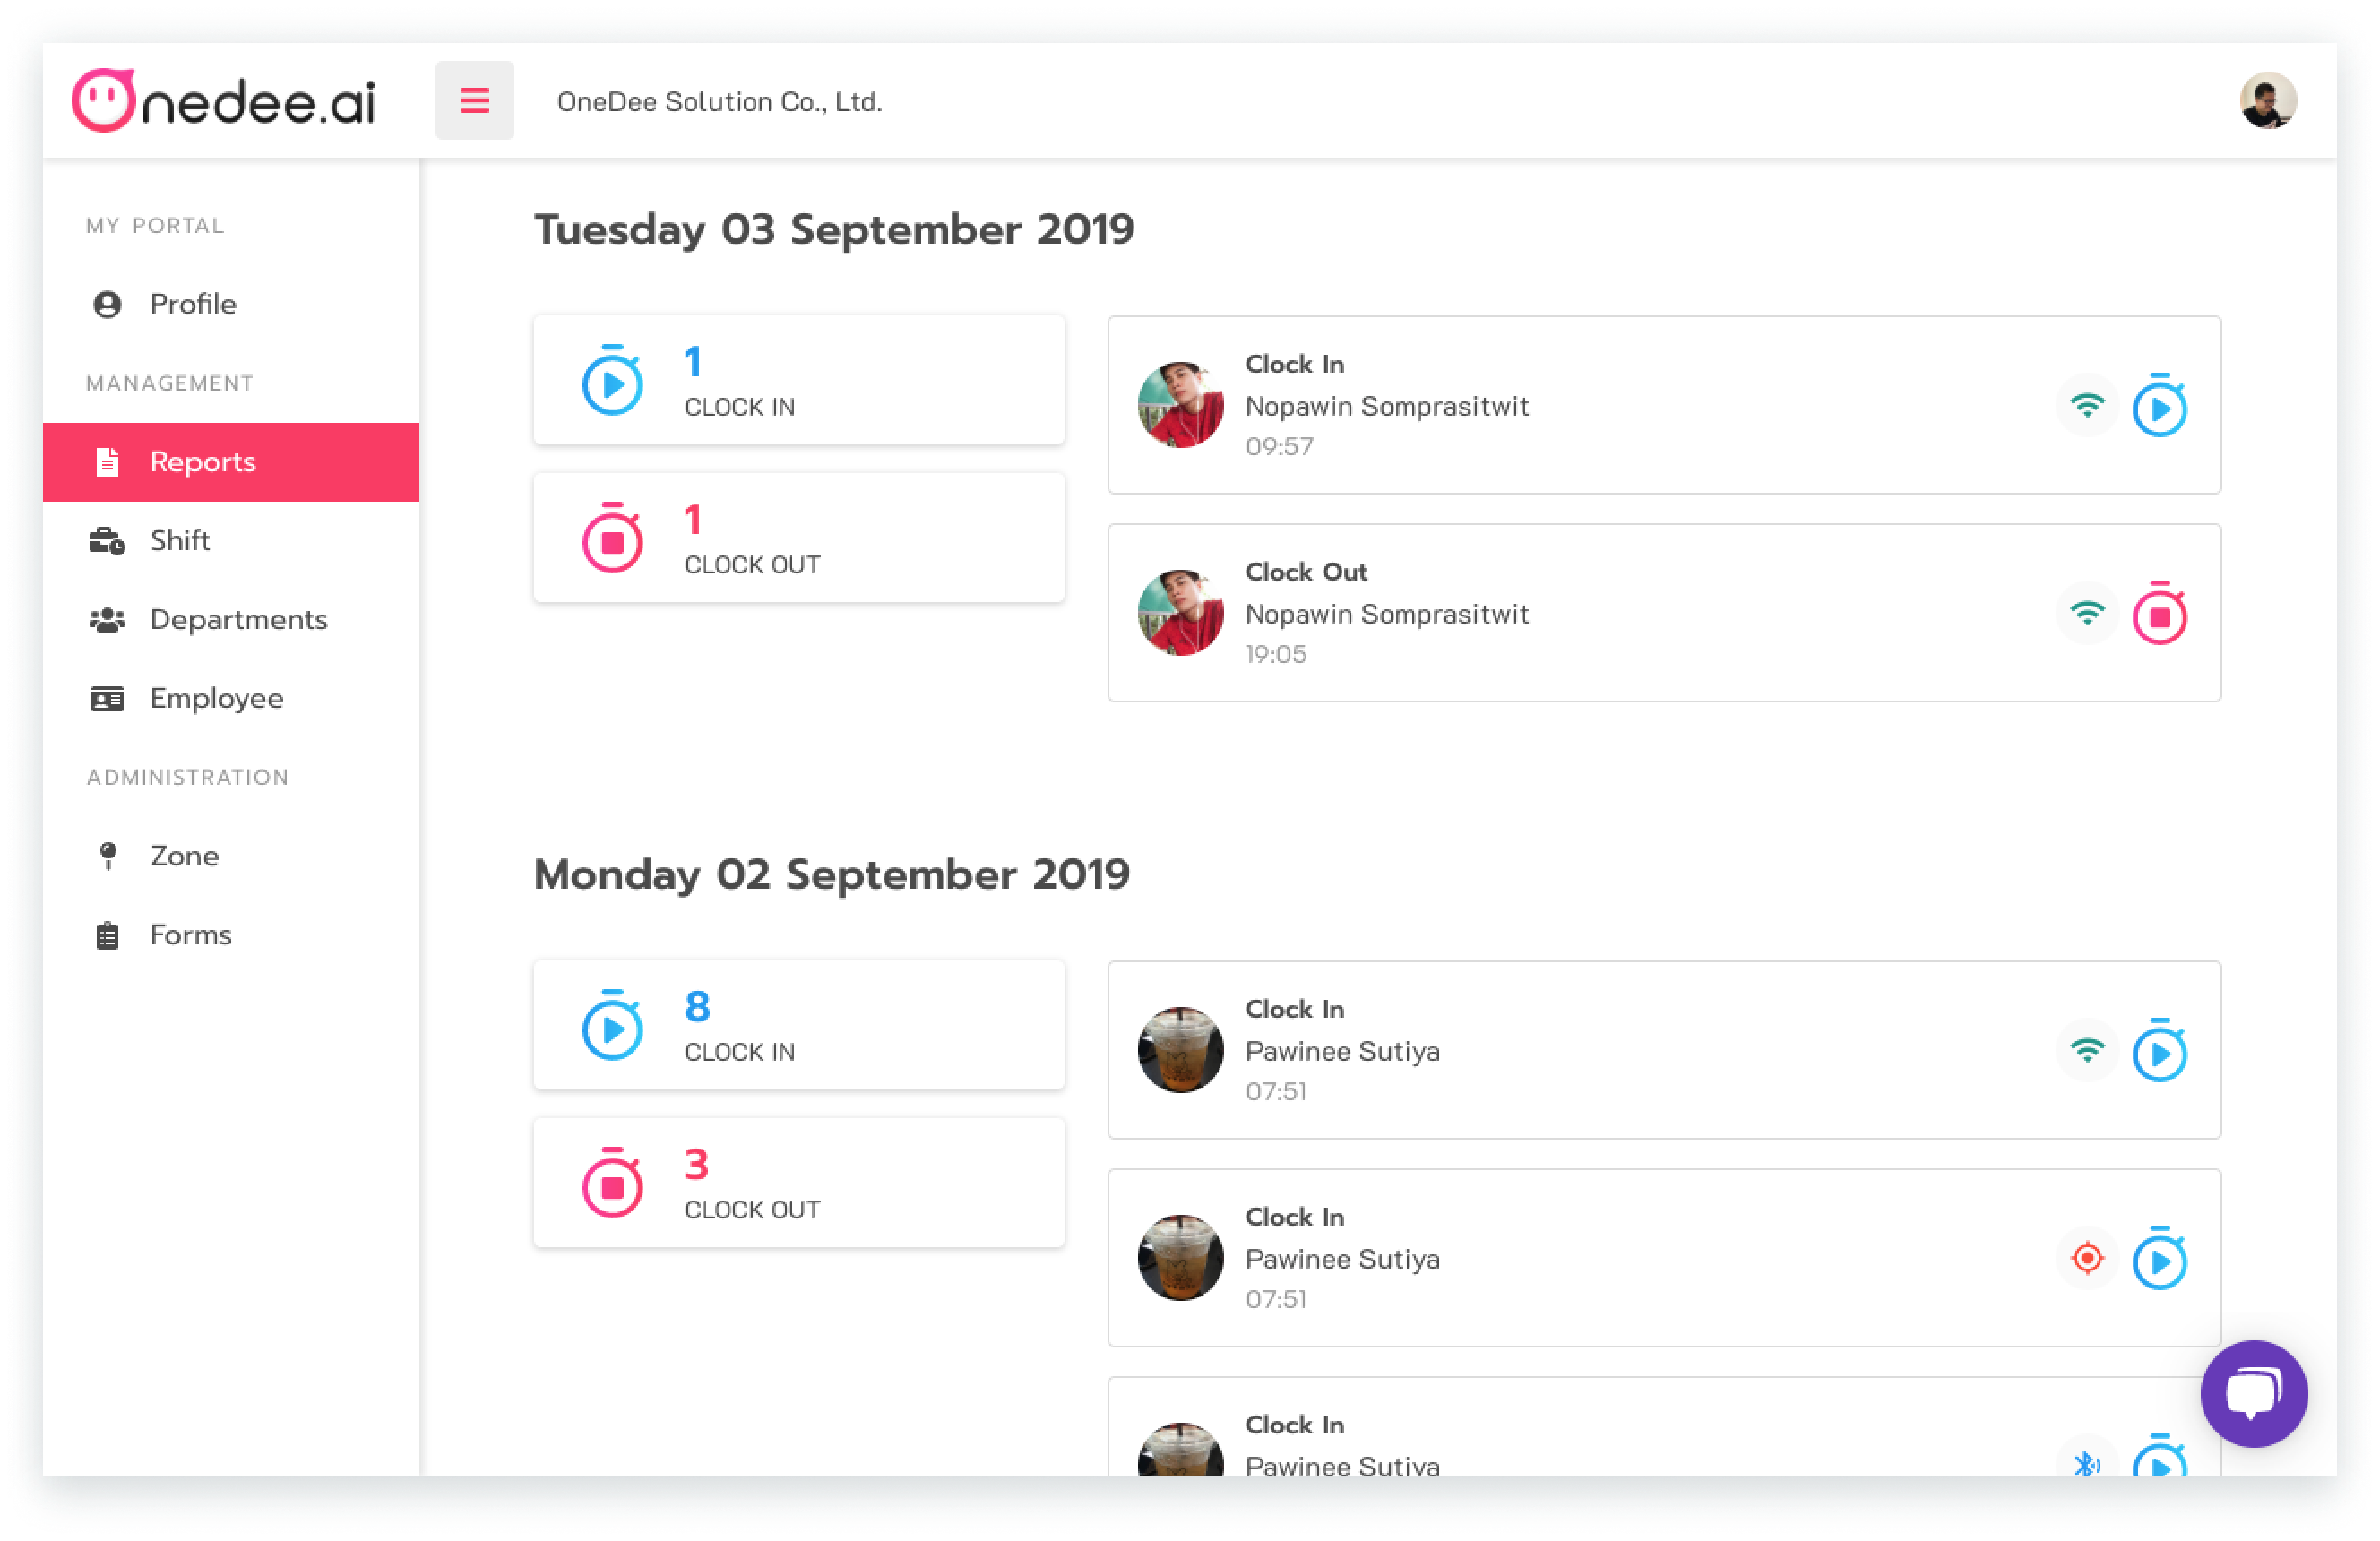 Onedee.ai
OneDee Solution Co., Ltd.
MY PORTAL
Profile
MANAGEMENT
Reports
Shift
Departments
Employee
ADMINISTRATION
Zone
Forms
Tuesday 03 September 2019
1
CLOCK IN
1
CLOCK OUT
Clock In
Nopawin Somprasitwit
09:57
Clock Out
Nopawin Somprasitwit
19:05
Monday 02 September 2019
8
CLOCK IN
3
CLOCK OUT
Clock In
Pawinee Sutiya
07:51
Clock In
Pawinee Sutiya
07:51
Clock In
Pawinee Sutiya